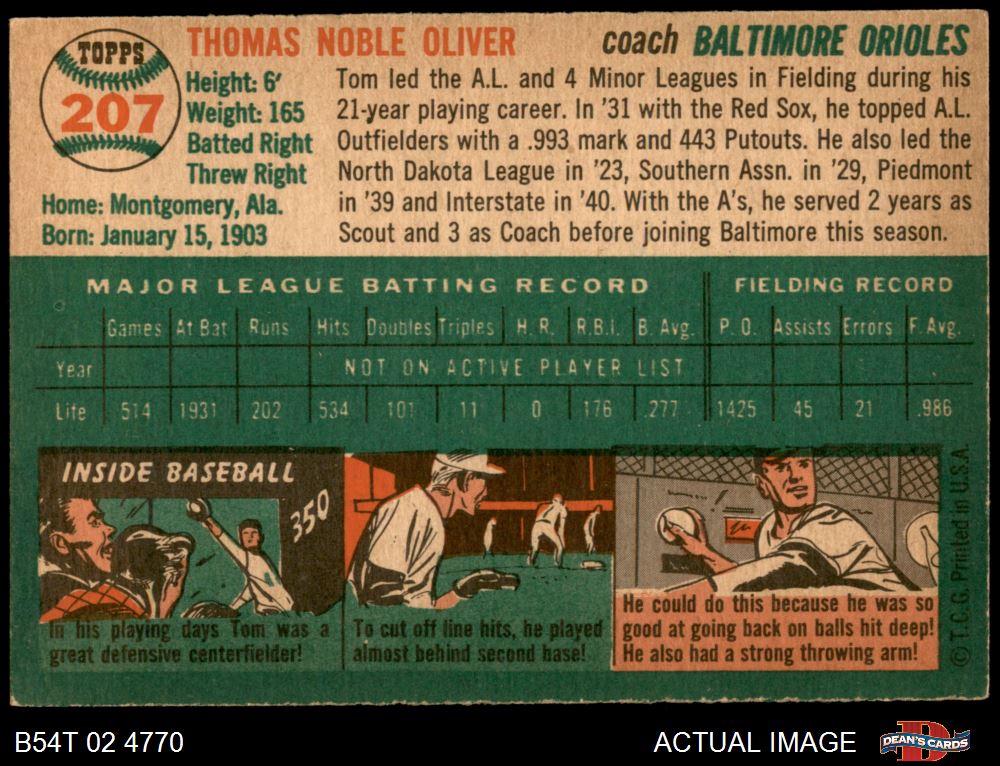 TOPPS
207
THOMAS NOBLE OLIVER
coach BALTIMORE ORIOLES
Height: 6'
Weight: 165
Batted Right
Threw Right
Home: Montgomery, Ala.
Born: January 15, 1903
Tom led the A.L. and 4 Minor Leagues in Fielding during his
21-year playing career. In '31 with the Red Sox, he topped A.L.
Outfielders with a .993 mark and 443 Putouts. He also led the
North Dakota League in '23, Southern Assn. in '29, Piedmont
in '39 and Interstate in '40. With the A's, he served 2 years as
Scout and 3 as Coach before joining Baltimore this season.
MAJOR LEAGUE BATTING RECORD FIELDING RECORD
Games At Bat Runs Hits Doubles Triples H. R. R.B.I. B. Avg. P. O. Assists Errors F. Avg.
Year NOT ON ACTIVE PLAYER LIST
Life 514 1931 202 534 101 11 0 176 .277 1425 45 21 .986
INSIDE BASEBALL
350
In his playing days Tom was a
great defensive centerfielder!
To cut off line hits, he played
almost behind second base!
He could do this because he was so
good at going back on balls hit deep!
He also had a strong throwing arm!
© T.C.G. Printed in U.S.A.
B54T 02 4770
ACTUAL IMAGE
D
DEAN'S CARDS